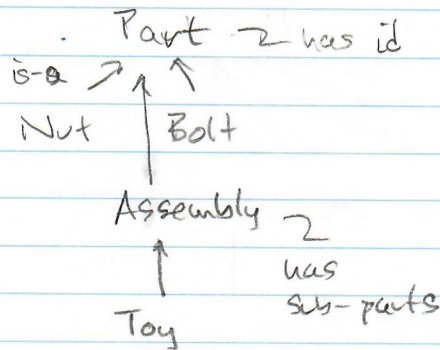 Part has id
is-a
Nut Bolt
Assembly
has
sub-parts
Toy